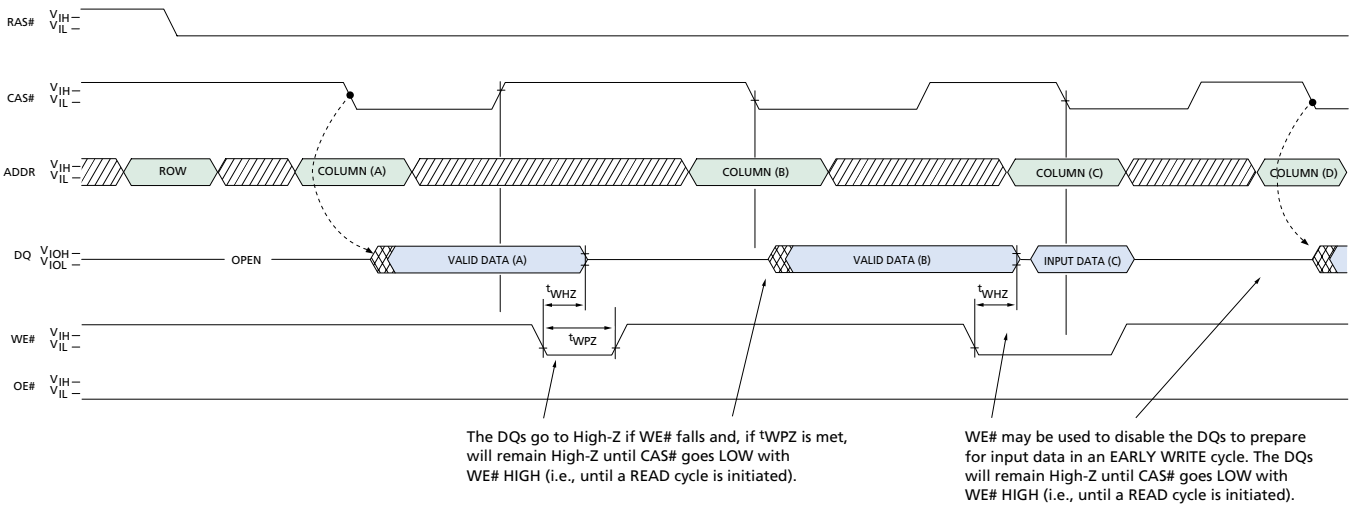 RAS# VIH VIL
CAS# VIH VIL
ADDR VIH VIL ROW COLUMN (A) COLUMN (B) COLUMN (C) COLUMN (D)
DQ VIOH VIOL OPEN VALID DATA (A) VALID DATA (B) INPUT DATA (C)
tWHZ tWHZ
WE# VIH VIL tWPZ
OE# VIH VIL
The DQs go to High-Z if WE# falls and, if tWPZ is met,
will remain High-Z until CAS# goes LOW with
WE# HIGH (i.e., until a READ cycle is initiated).
WE# may be used to disable the DQs to prepare
for input data in an EARLY WRITE cycle. The DQs
will remain High-Z until CAS# goes LOW with
WE# HIGH (i.e., until a READ cycle is initiated).